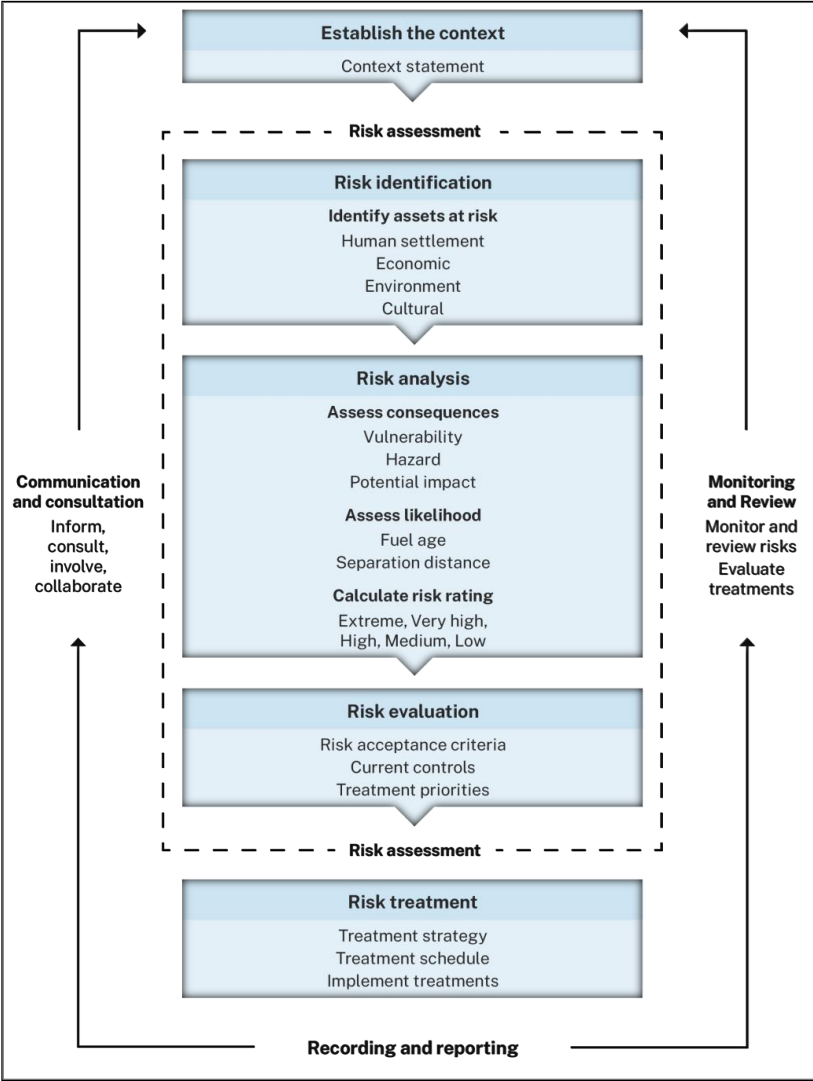 Establish the context
Context statement
Risk assessment
Risk identification
Identify assets at risk
Human settlement
Economic
Environment
Cultural
Risk analysis
Assess consequences
Vulnerability
Hazard
Potential impact
Assess likelihood
Fuel age
Separation distance
Calculate risk rating
Extreme, Very high,
High, Medium, Low
Risk evaluation
Risk acceptance criteria
Current controls
Treatment priorities
Risk assessment
Risk treatment
Treatment strategy
Treatment schedule
Implement treatments
Communication
and consultation
Inform,
consult,
involve,
collaborate
Monitoring
and Review
Monitor and
review risks
Evaluate
treatments
Recording and reporting